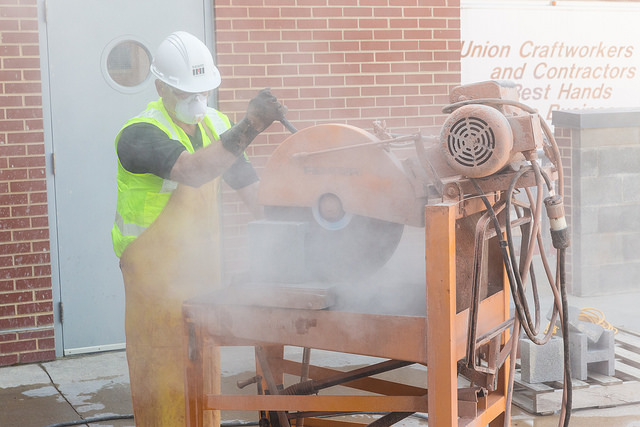 Union Craftworkers
and Contractors
Best Hands